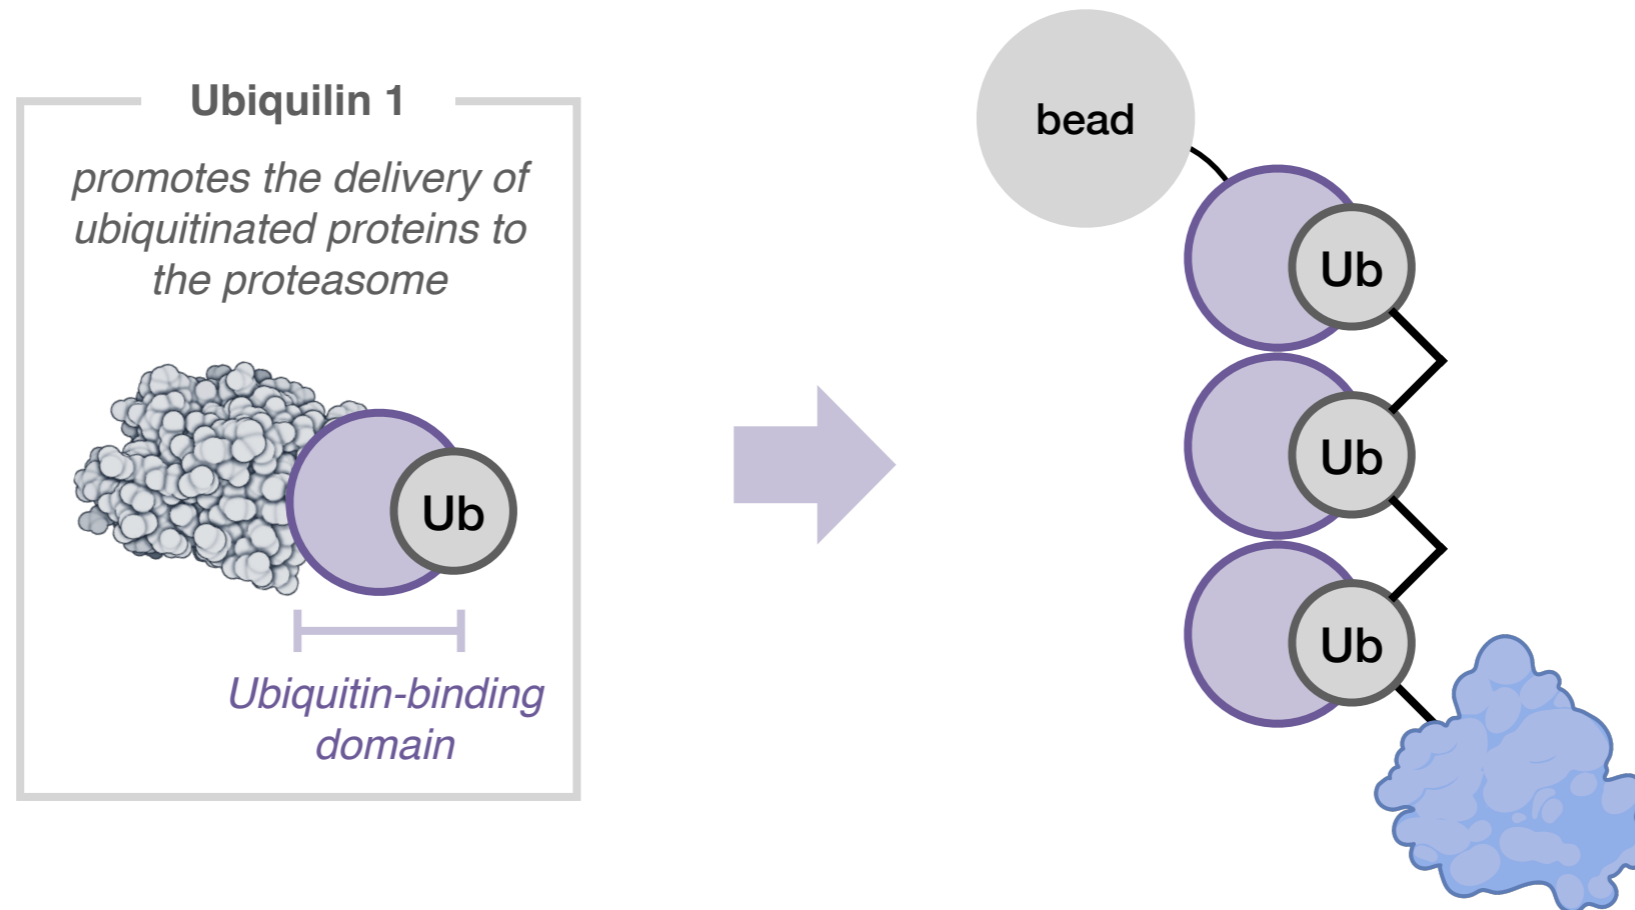 Ubiquilin 1
promotes the delivery of
ubiquitinated proteins to
the proteasome
Ub
Ubiquitin-binding
domain
bead
Ub
Ub
Ub